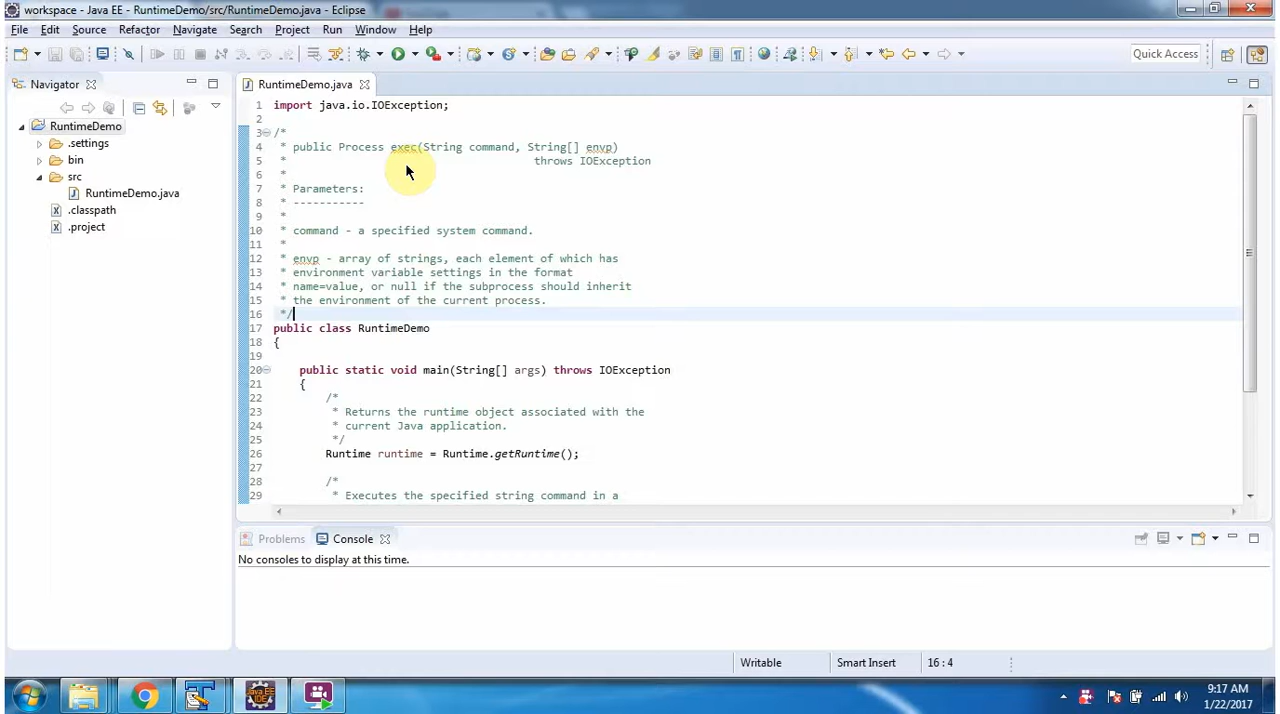 workspace - Java EE - RuntimeDemo/src/RuntimeDemo.java - Eclipse
File Edit Source Refactor Navigate Search Project Run Window Help
Quick Access
Navigator
RuntimeDemo
.settings
bin
src
RuntimeDemo.java
.classpath
.project
RuntimeDemo.java
1 import java.io.IOException;
2
3 /*
4 * public Process exec(String command, String[] envp)
5 * throws IOException
6 *
7 * Parameters:
8 * -----------
9 *
10 * command - a specified system command.
11 *
12 * envp - array of strings, each element of which has
13 * environment variable settings in the format
14 * name=value, or null if the subprocess should inherit
15 * the environment of the current process.
16 */
17 public class RuntimeDemo
18 {
19
20 public static void main(String[] args) throws IOException
21 {
22 /*
23 * Returns the runtime object associated with the
24 * current Java application.
25 */
26 Runtime runtime = Runtime.getRuntime();
27
28 /*
29 * Executes the specified string command in a
Problems Console
No consoles to display at this time.
Writable Smart Insert 16 : 4
Java EE
IDE
9:17 AM
1/22/2017